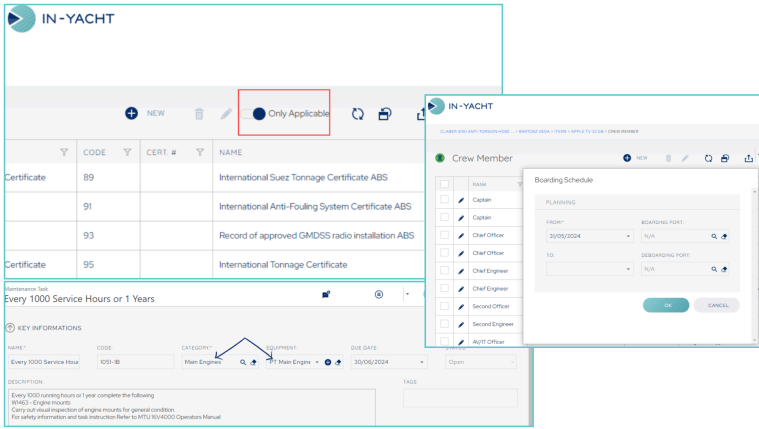 IN-YACHT
NEW
Only Applicable
CODE
CERT. #
NAME
Certificate 89 International Suez Tonnage Certificate ABS
91 International Anti-Fouling System Certificate ABS
93 Record of approved GMDSS radio installation ABS
Certificate 95 International Tonnage Certificate
IN-YACHT
CREW MEMBER
Crew Member
NEW
RANK
Captain
Captain
Chief Officer
Chief Officer
Chief Engineer
Chief Engineer
Second Officer
Second Engineer
AV/IT Officer
Boarding Schedule
PLANNING
FROM:* BOARDING PORT:
31/05/2024 N/A
TO: DEBOARDING PORT:
N/A
OK CANCEL
Maintenance Task
Every 1000 Service Hours or 1 Years
KEY INFORMATIONS
NAME:* CODE: CATEGORY:* EQUIPMENT: DUE DATE:
Every 1000 Service Hour 1051-1B Main Engines PT Main Engine 30/06/2024 Open
DESCRIPTION: TAGS:
Every 1000 running hours or 1 year complete the following
W1463 - Engine mounts
Carry out visual inspection of engine mounts for general condition.
For safety information and task instruction Refer to MTU 16V4000 Operators Manual